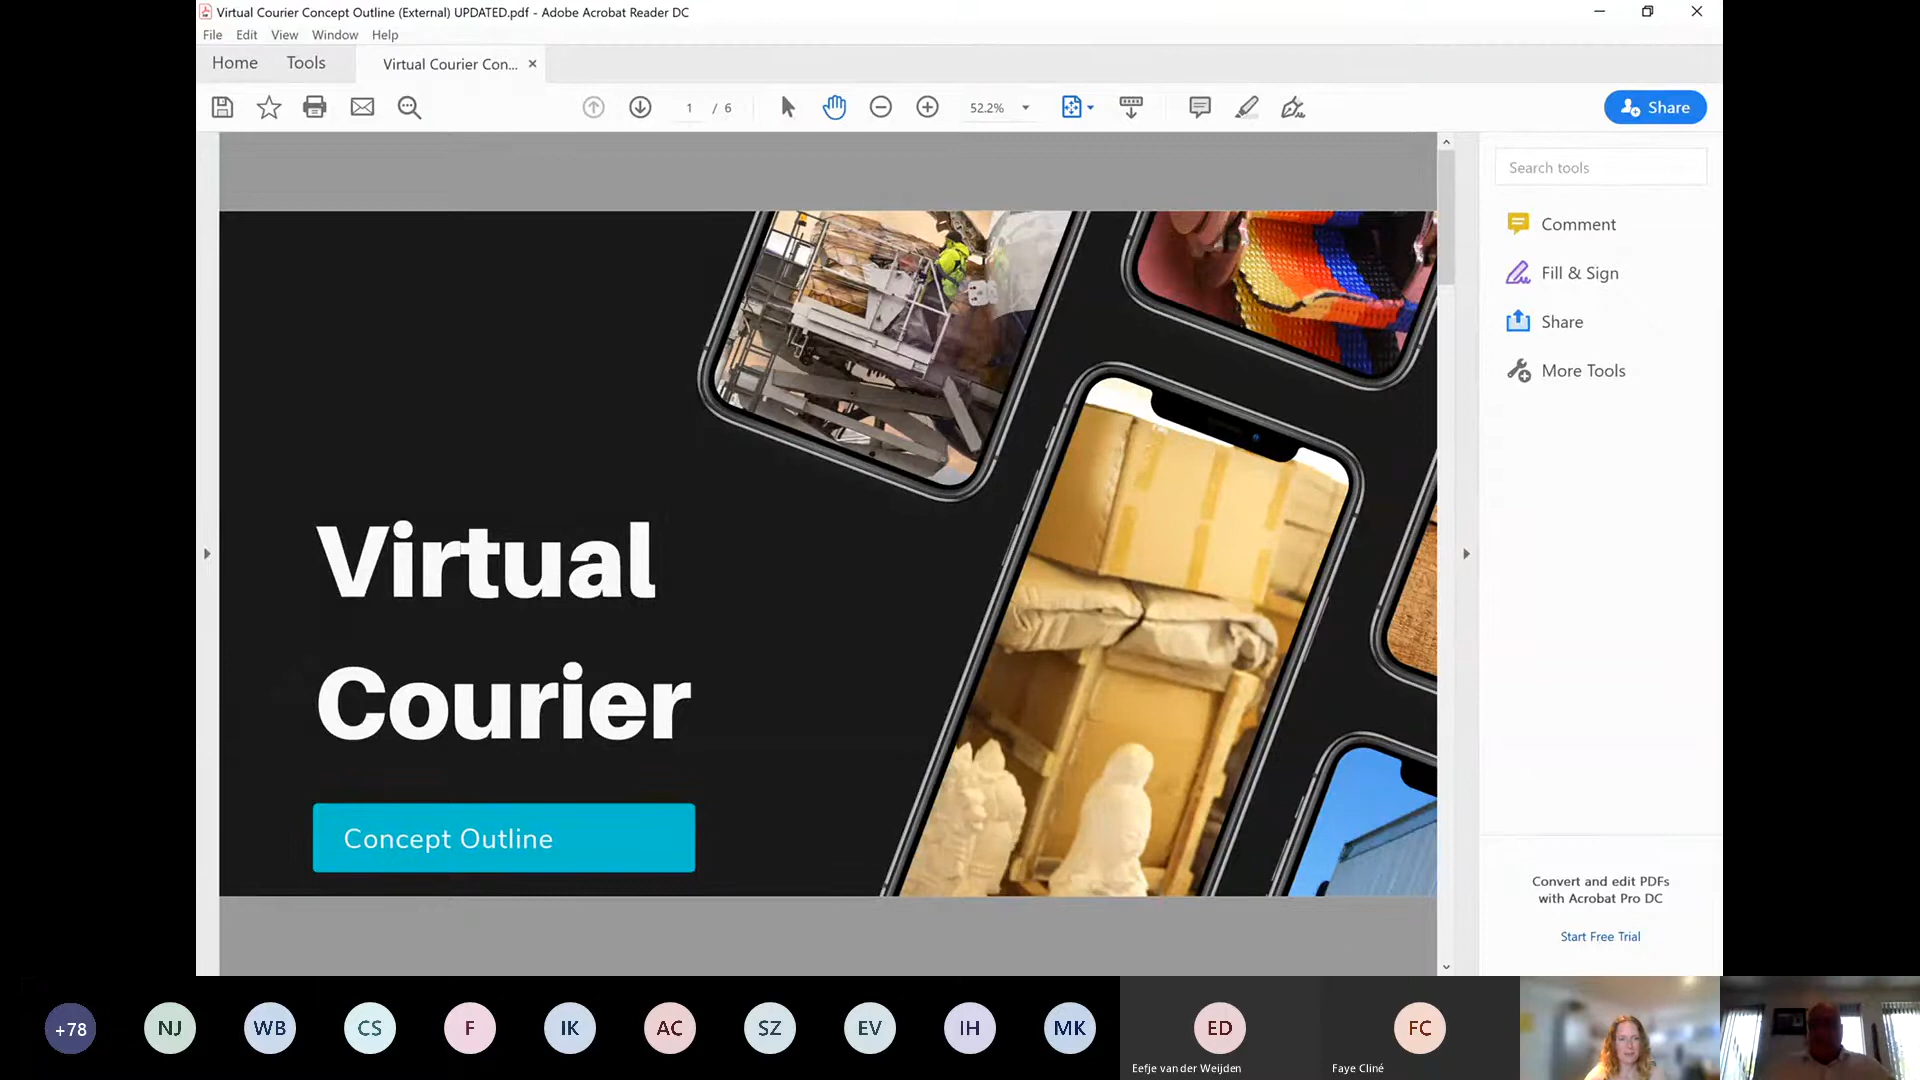 Virtual Courier Concept Outline (External) UPDATED.pdf - Adobe Acrobat Reader DC
File Edit View Window Help
Home Tools Virtual Courier Con...
1 / 6 52.2% Share
Search tools
Comment
Fill & Sign
Share
More Tools
Virtual
Courier
Concept Outline
Convert and edit PDFs
with Acrobat Pro DC
Start Free Trial
+78 NJ WB CS F IK AC SZ EV IH MK ED FC
Eefje van der Weijden Faye Cliné